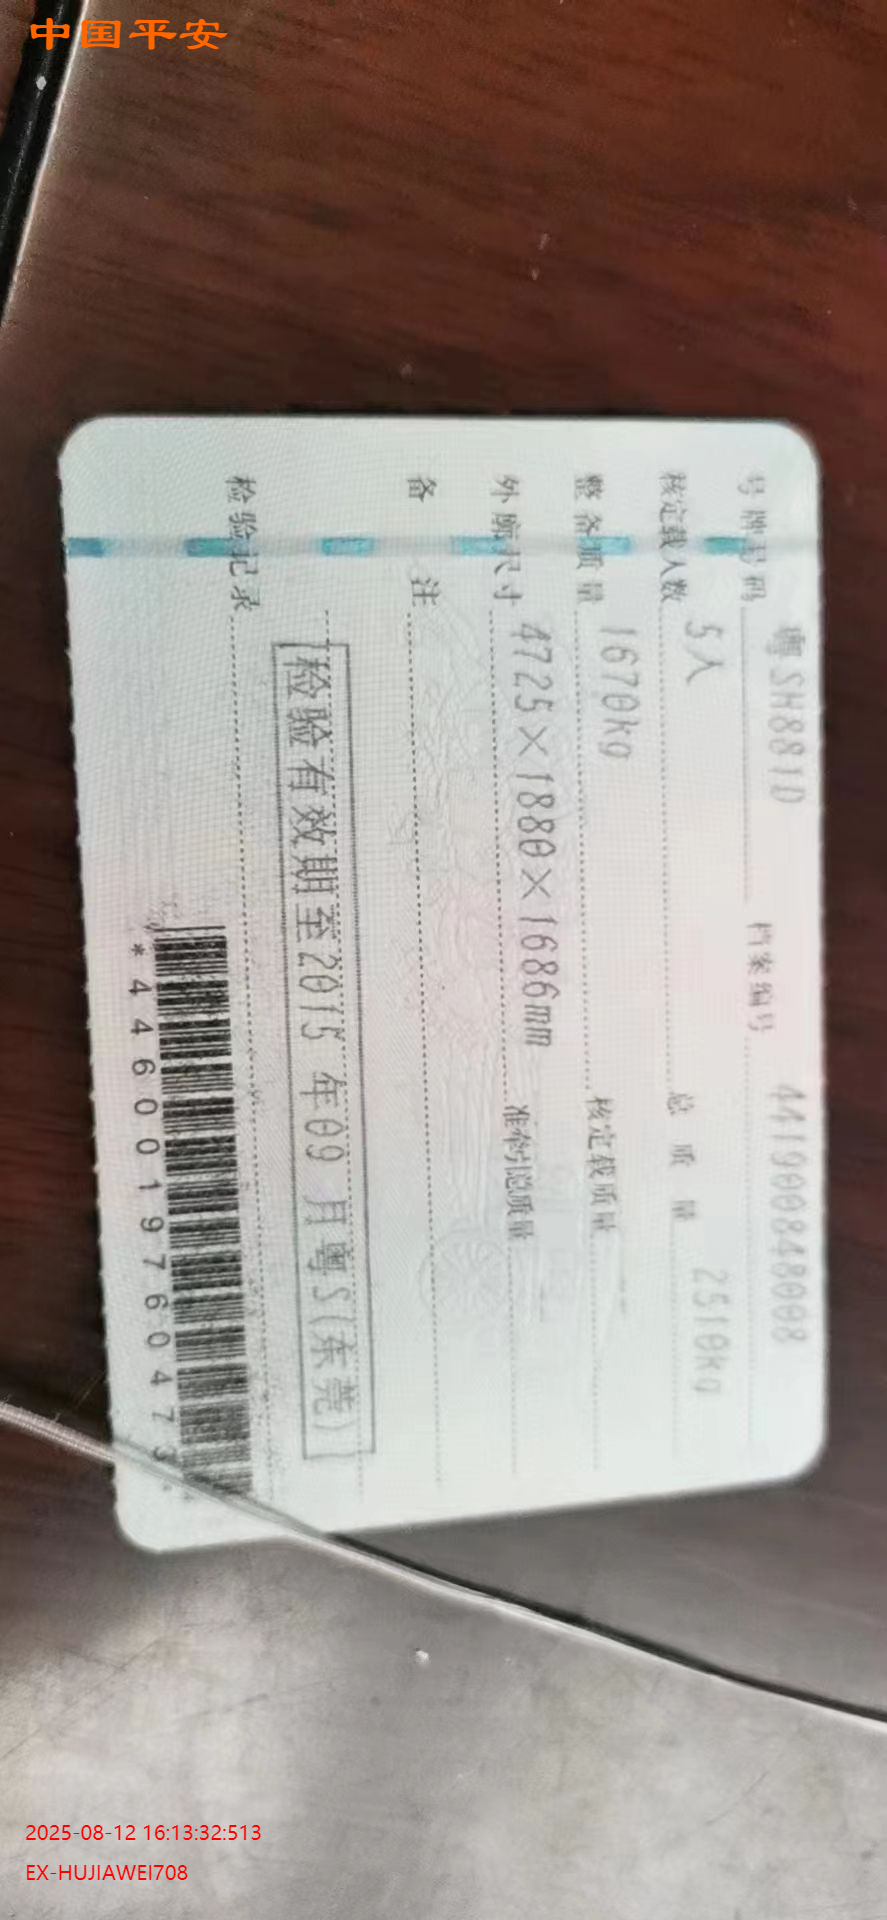 中国平安
号牌号码 粤SH881D 档案编号 441900848008
核定载人数 5人 总质量 2510kg
整备质量 1670kg 核定载质量
外廓尺寸 4725×1880×1686mm 准牵引总质量
备注
检验有效期至2015年09月粤S(东莞)
检验记录
*4460019760473*
2025-08-12 16:13:32:513
EX-HUJIAWEI708